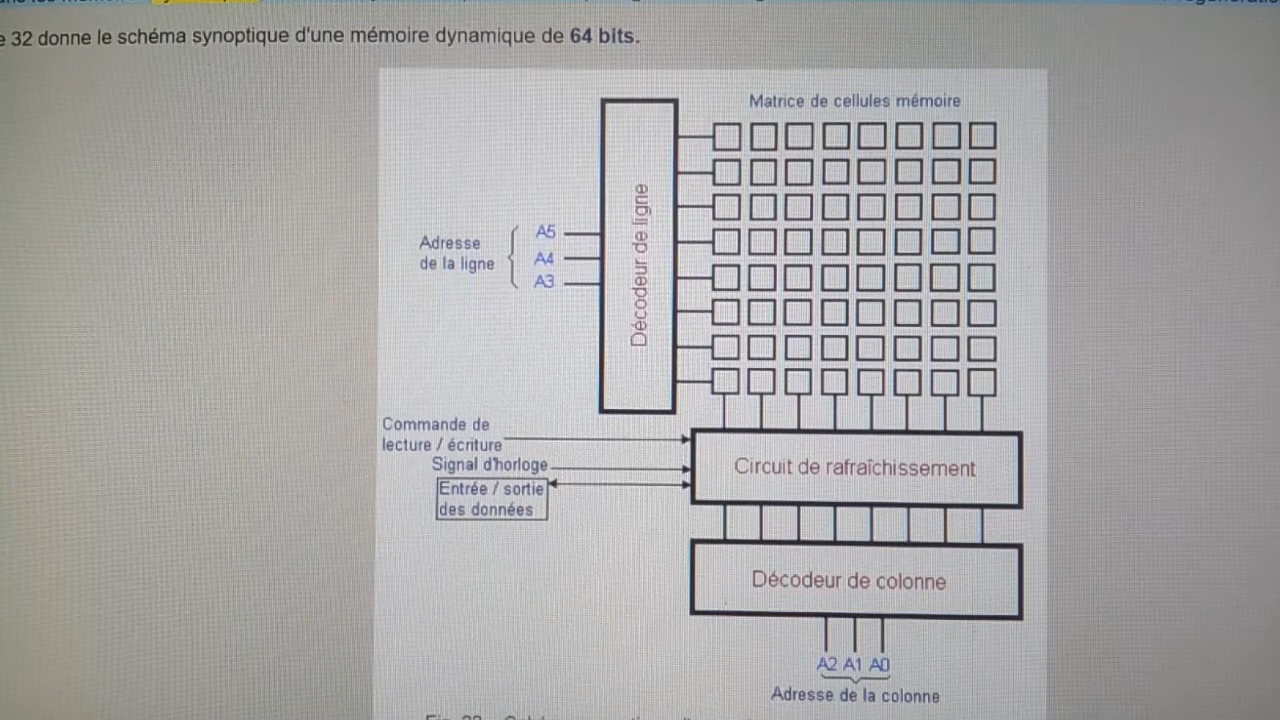 32 donne le schéma synoptique d'une mémoire dynamique de 64 bits.
Matrice de cellules mémoire
Décodeur de ligne
Adresse
de la ligne
A5
A4
A3
Commande de
lecture / écriture
Signal d'horloge
Entrée / sortie
des données
Circuit de rafraîchissement
Décodeur de colonne
A2 A1 A0
Adresse de la colonne